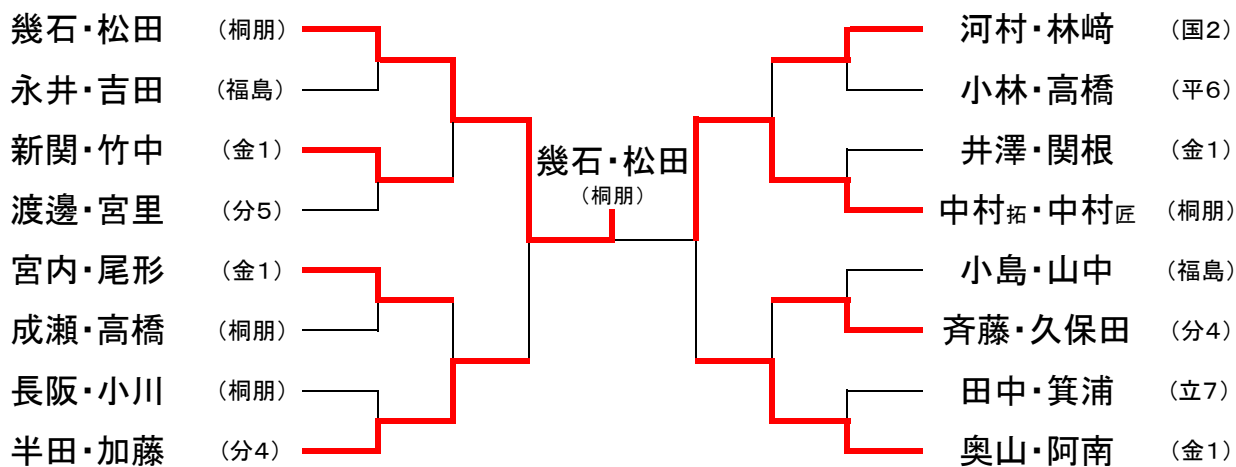 幾石・松田 (桐朋)
永井・吉田 (福島)
新関・竹中 (金1)
渡邊・宮里 (分5)
宮内・尾形 (金1)
成瀬・高橋 (桐朋)
長阪・小川 (桐朋)
半田・加藤 (分4)
幾石・松田
(桐朋)
河村・林﨑 (国2)
小林・高橋 (平6)
井澤・関根 (金1)
中村拓・中村匠 (桐朋)
小島・山中 (福島)
斉藤・久保田 (分4)
田中・箕浦 (立7)
奥山・阿南 (金1)